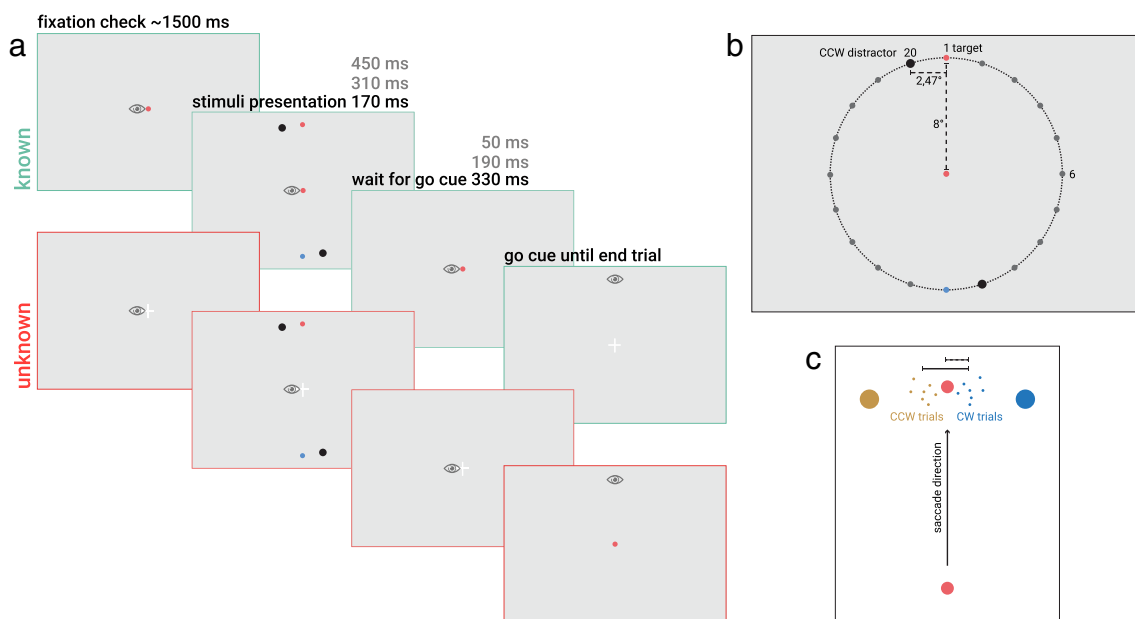 a
fixation check ~1500 ms
known
450 ms
310 ms
stimuli presentation 170 ms
50 ms
190 ms
wait for go cue 330 ms
go cue until end trial
unknown
b
CCW distractor
20
1 target
2,47°
8°
6
c
CCW trials
CW trials
saccade direction